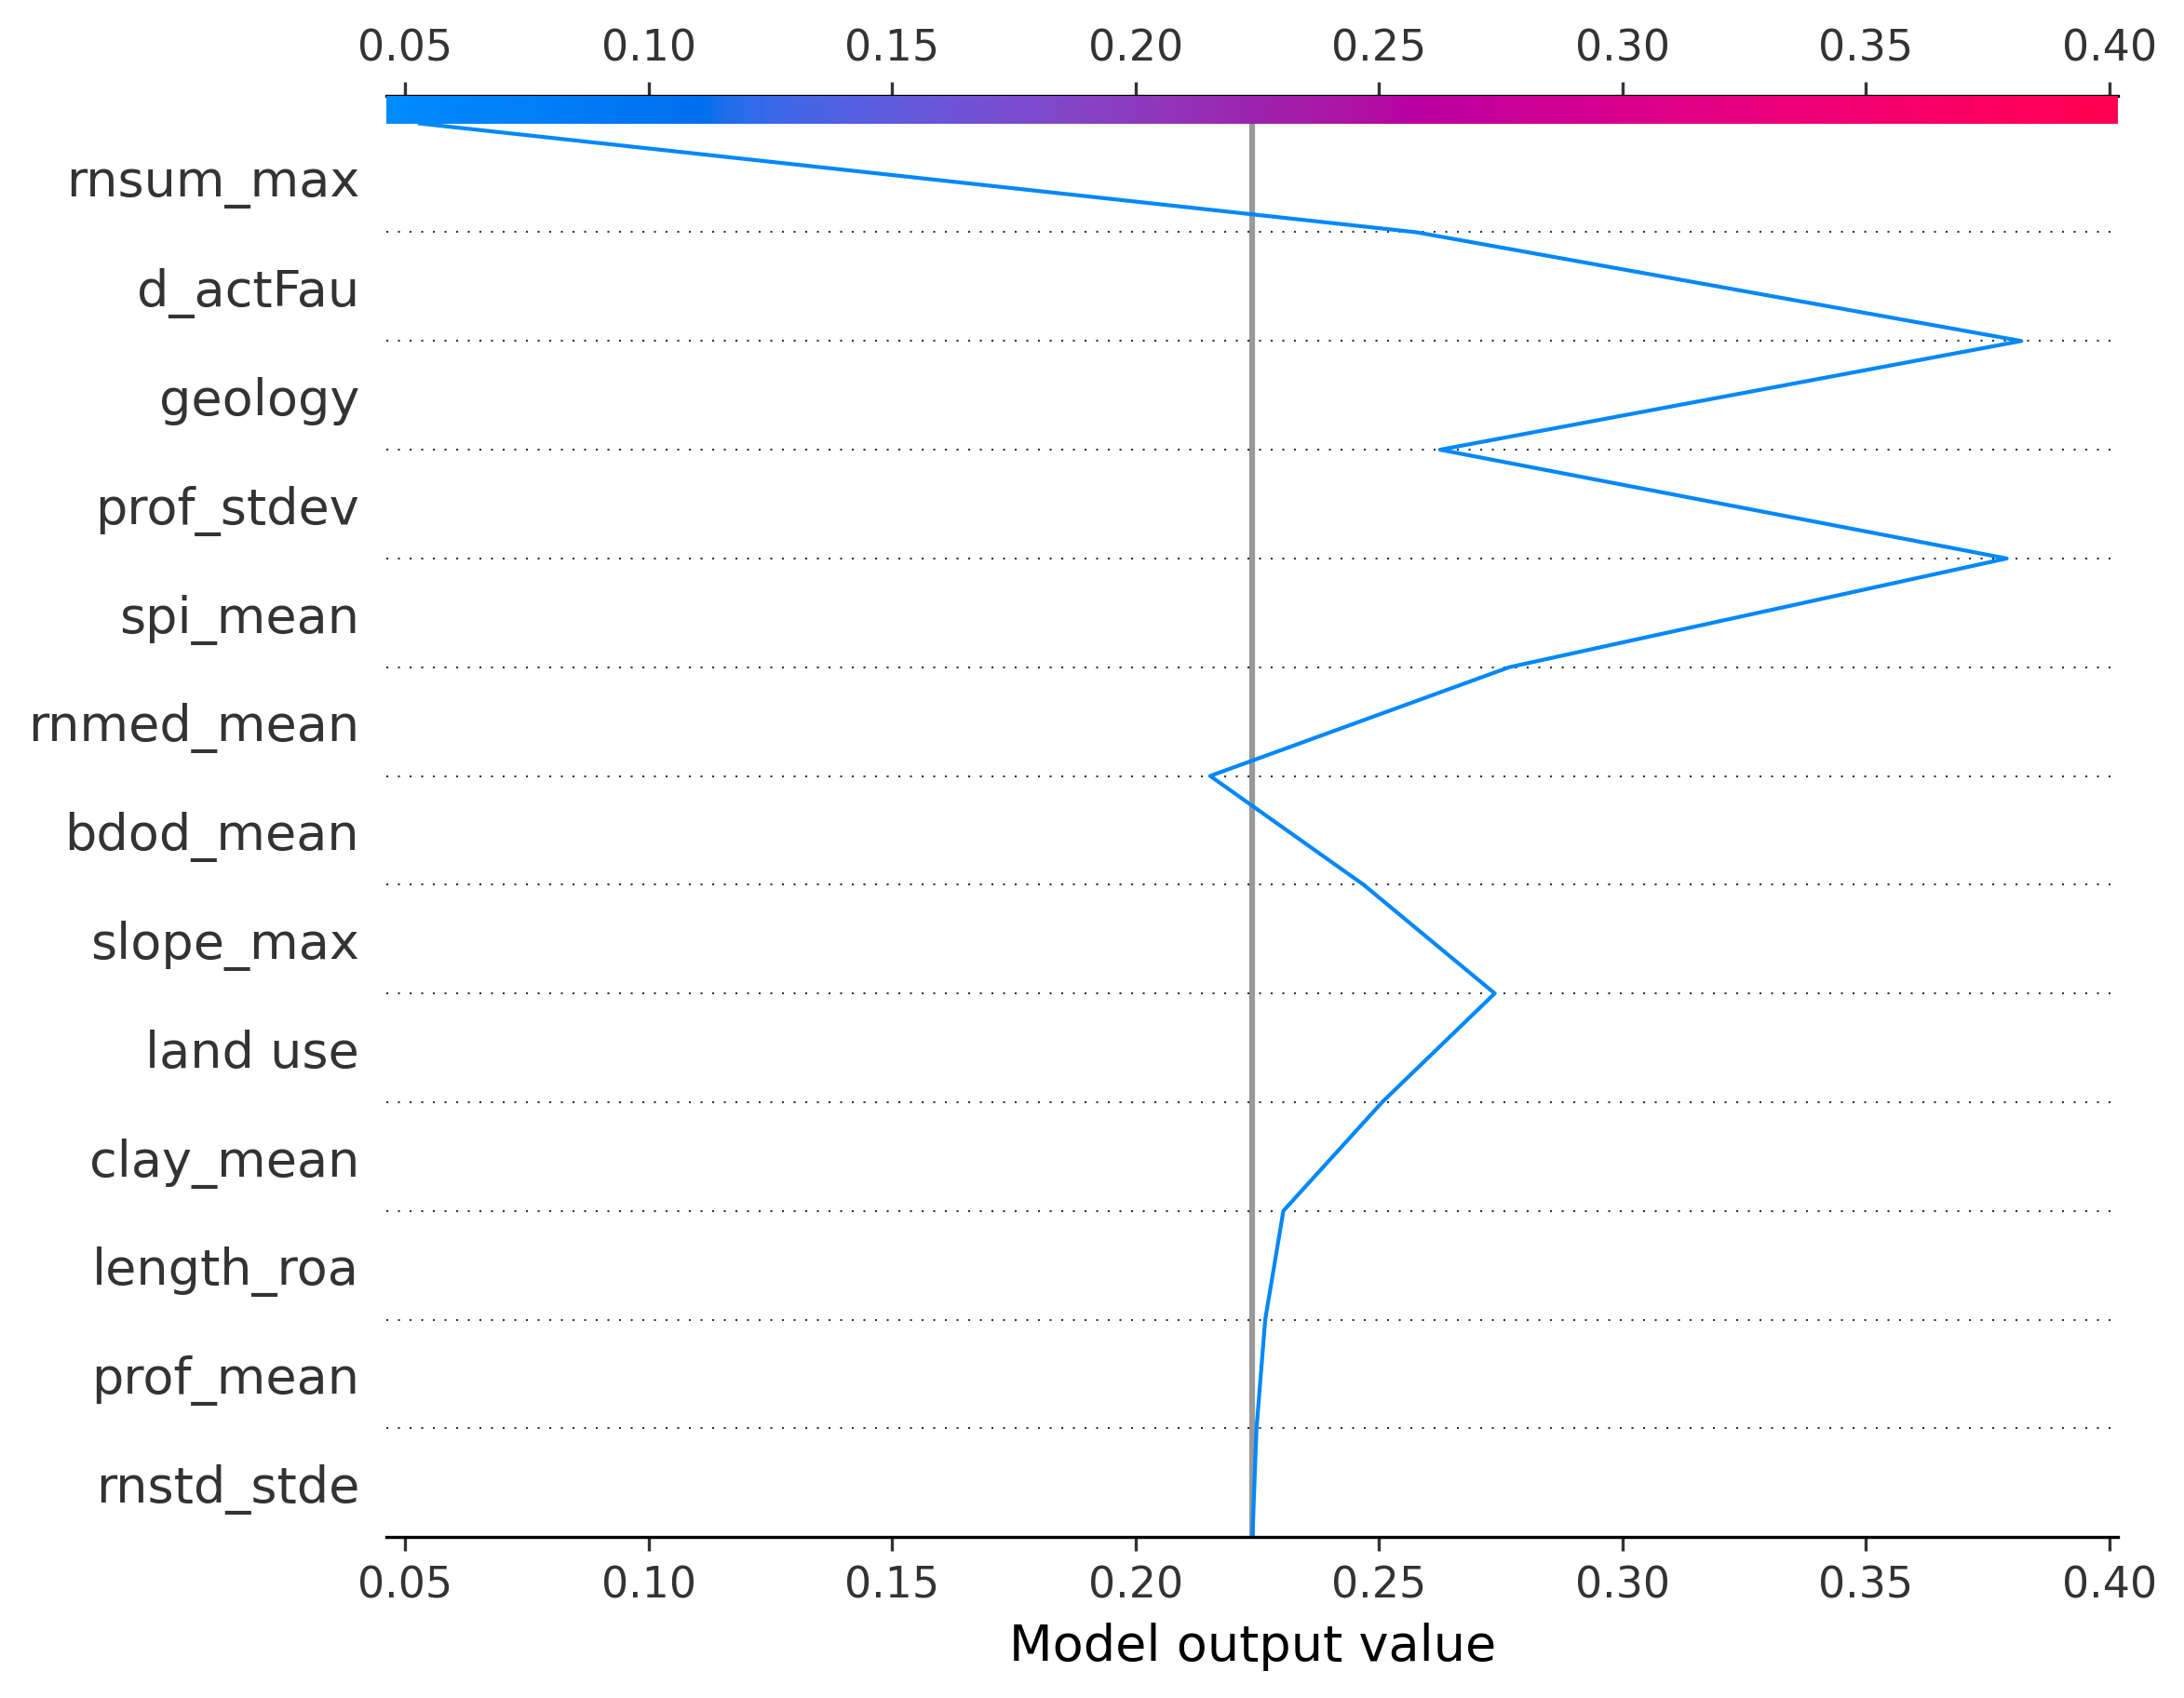 0.05 0.10 0.15 0.20 0.25 0.30 0.35 0.40
rnsum_max
d_actFau
geology
prof_stdev
spi_mean
rnmed_mean
bdod_mean
slope_max
land use
clay_mean
length_roa
prof_mean
rnstd_stde
0.05 0.10 0.15 0.20 0.25 0.30 0.35 0.40
Model output value